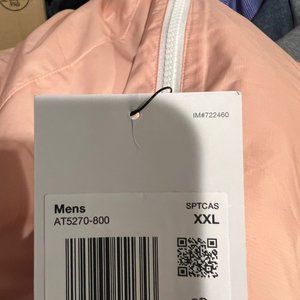 IM#722460
Mens
SPTCAS
AT5270-800
XXL